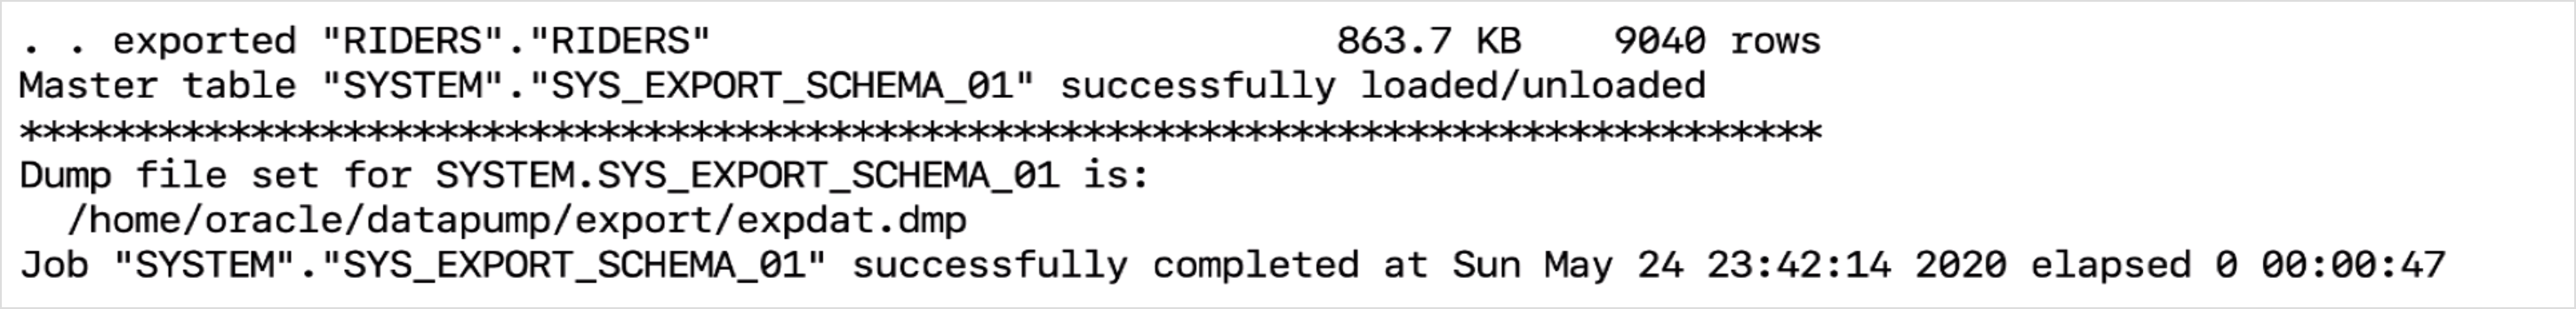 . . exported "RIDERS"."RIDERS"                           863.7 KB    9040 rows
Master table "SYSTEM"."SYS_EXPORT_SCHEMA_01" successfully loaded/unloaded
******************************************************************************
Dump file set for SYSTEM.SYS_EXPORT_SCHEMA_01 is:
  /home/oracle/datapump/export/expdat.dmp
Job "SYSTEM"."SYS_EXPORT_SCHEMA_01" successfully completed at Sun May 24 23:42:14 2020 elapsed 0 00:00:47